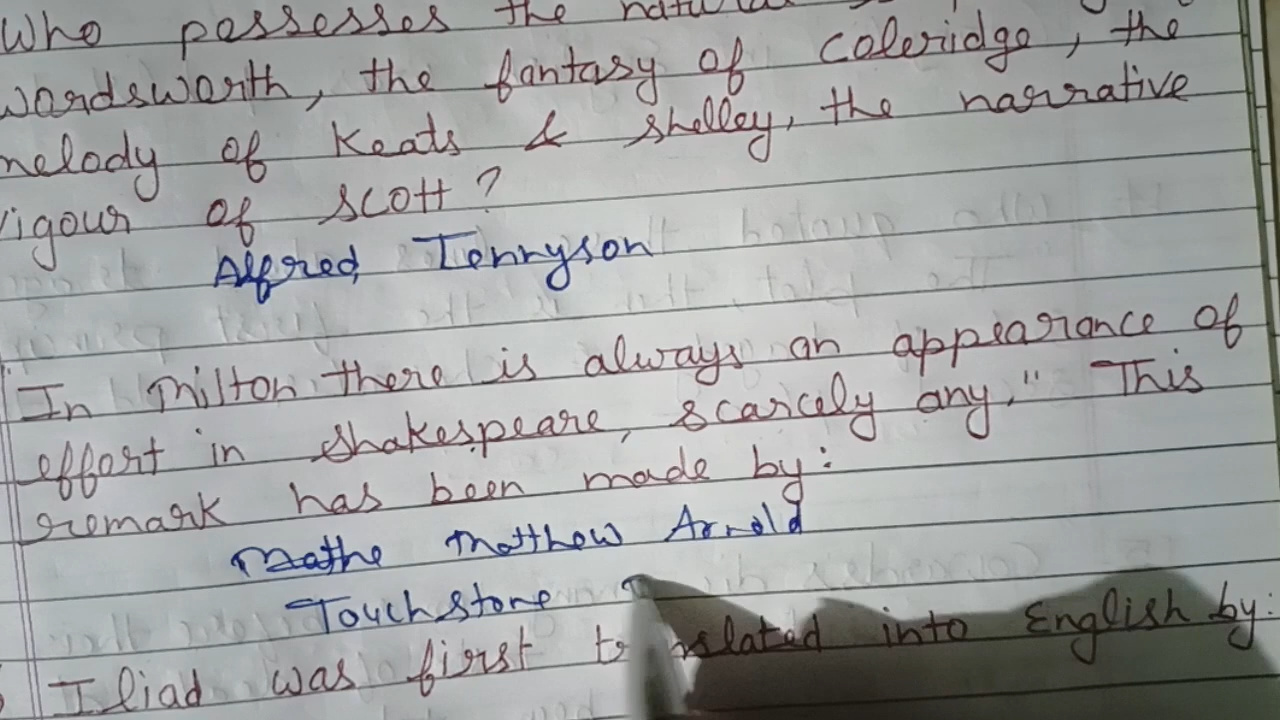 Who possesses the
Wordsworth, the fantasy of Coleridge, the
melody of Keats & Shelley, the narrative
vigour of Scott?
Alfred Tennyson
In Milton there is always an appearance of
effort in Shakespeare, scarcely any." This
remark has been made by:
Mathe Matthew Arnold
Touchstone
Iliad was first translated into English by: